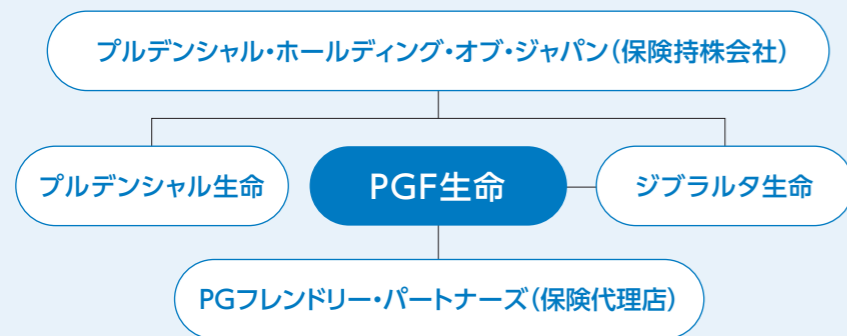 プルデンシャル・ホールディング・オブ・ジャパン（保険持株会社）
プルデンシャル生命
PGF生命
ジブラルタ生命
PGフレンドリー・パートナーズ（保険代理店）